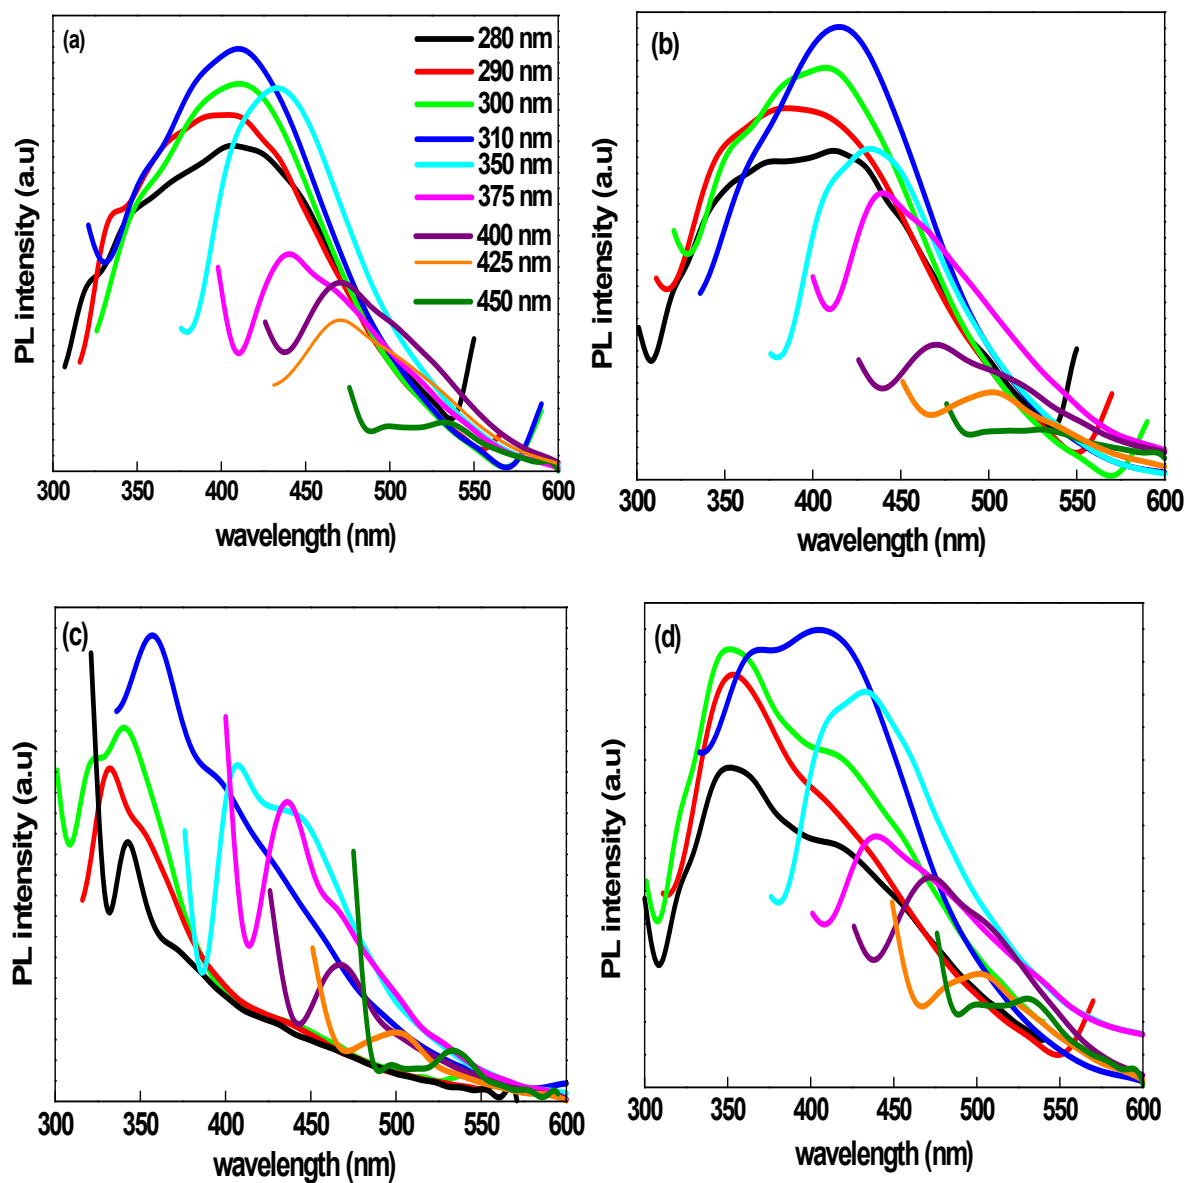 (a)
280 nm
290 nm
300 nm
310 nm
350 nm
375 nm
400 nm
425 nm
450 nm
PL intensity (a.u)
300 350 400 450 500 550 600
wavelength (nm)
(b)
PL intensity (a.u)
300 350 400 450 500 550 600
wavelength (nm)
(c)
PL intensity (a.u)
300 350 400 450 500 550 600
wavelength (nm)
(d)
PL intensity (a.u)
300 350 400 450 500 550 600
wavelength (nm)